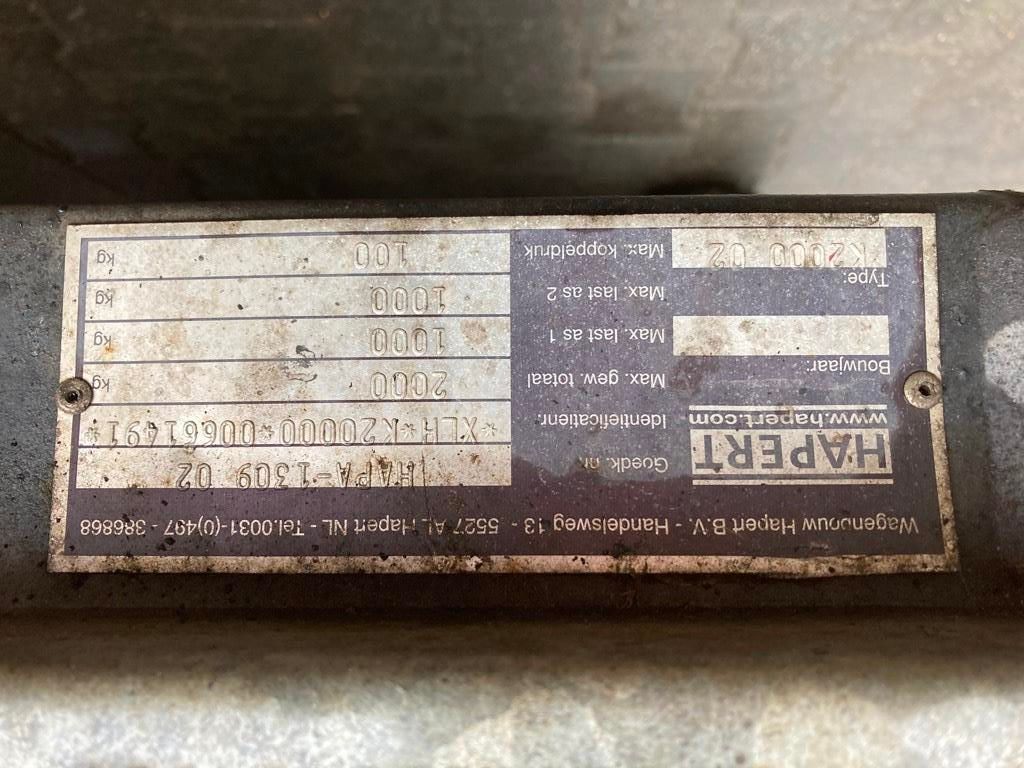 Wagenbouw Hapert B.V. - Handelsweg 13 - 5527 AL Hapert NL - Tel.0031-(0)497 - 386868
HAPERT
www.hapert.com
Bouwjaar:
Type:
K2000 02
Goedk. nr. HAPA-1309 02
Identificatienr. *XLH*K20000*00661491*
Max. gew. totaal 2000 kg
Max. last as 1 1000 kg
Max. last as 2 1000 kg
Max. koppeldruk 100 kg